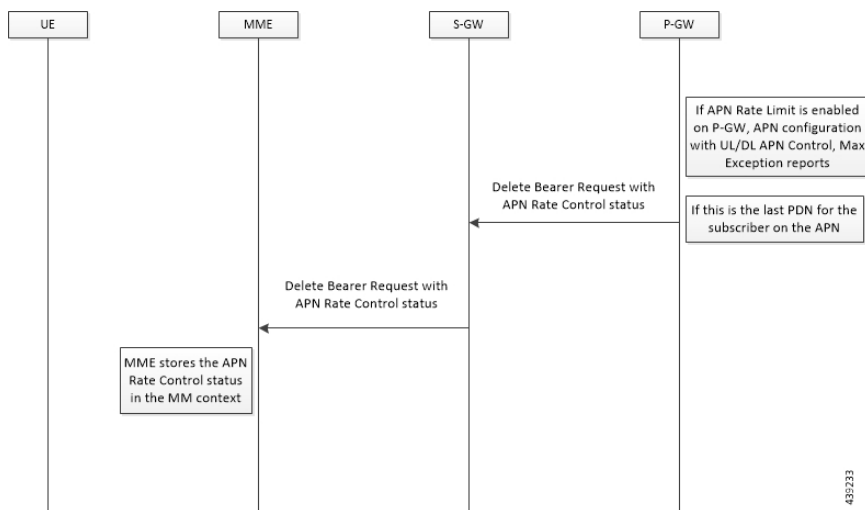 UE
MME
S-GW
P-GW
If APN Rate Limit is enabled
on P-GW, APN configuration
with UL/DL APN Control, Max
Exception reports
Delete Bearer Request with
APN Rate Control status
If this is the last PDN for the
subscriber on the APN
Delete Bearer Request with
APN Rate Control status
MME stores the APN
Rate Control status
in the MM context
439233